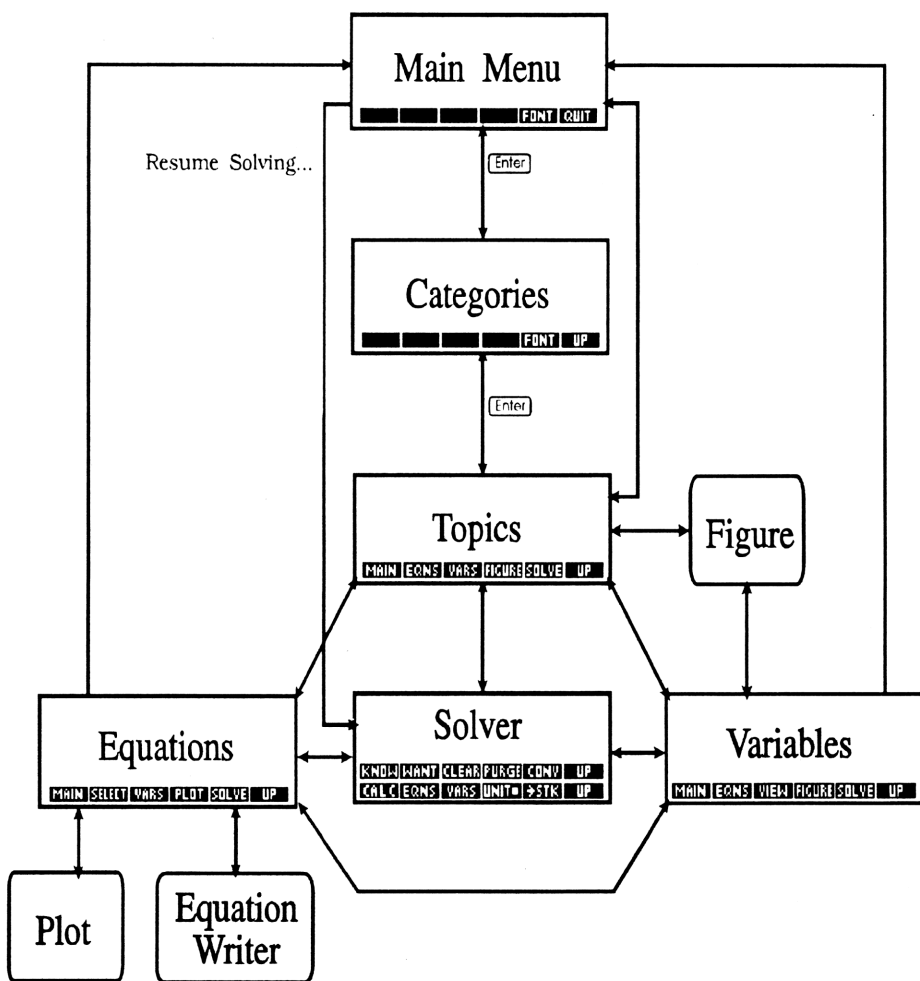 Main Menu
FONT QUIT
Resume Solving...
Enter
Categories
FONT UP
Enter
Topics
MAIN EQNS VARS FIGURE SOLVE UP
Figure
Equations
MAIN SELECT VARS PLOT SOLVE UP
Solver
KNOW WANT CLEAR PURGE CONV UP
CALC EQNS VARS UNIT■ →STK UP
Variables
MAIN EQNS VIEW FIGURE SOLVE UP
Plot
Equation
Writer